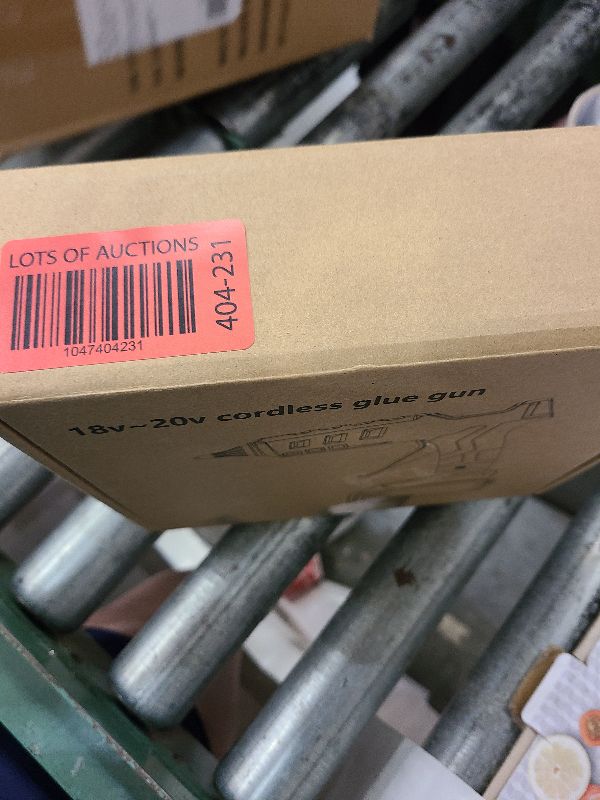 LOTS OF AUCTIONS
404-231
1047404231
18v~20v cordless glue gun